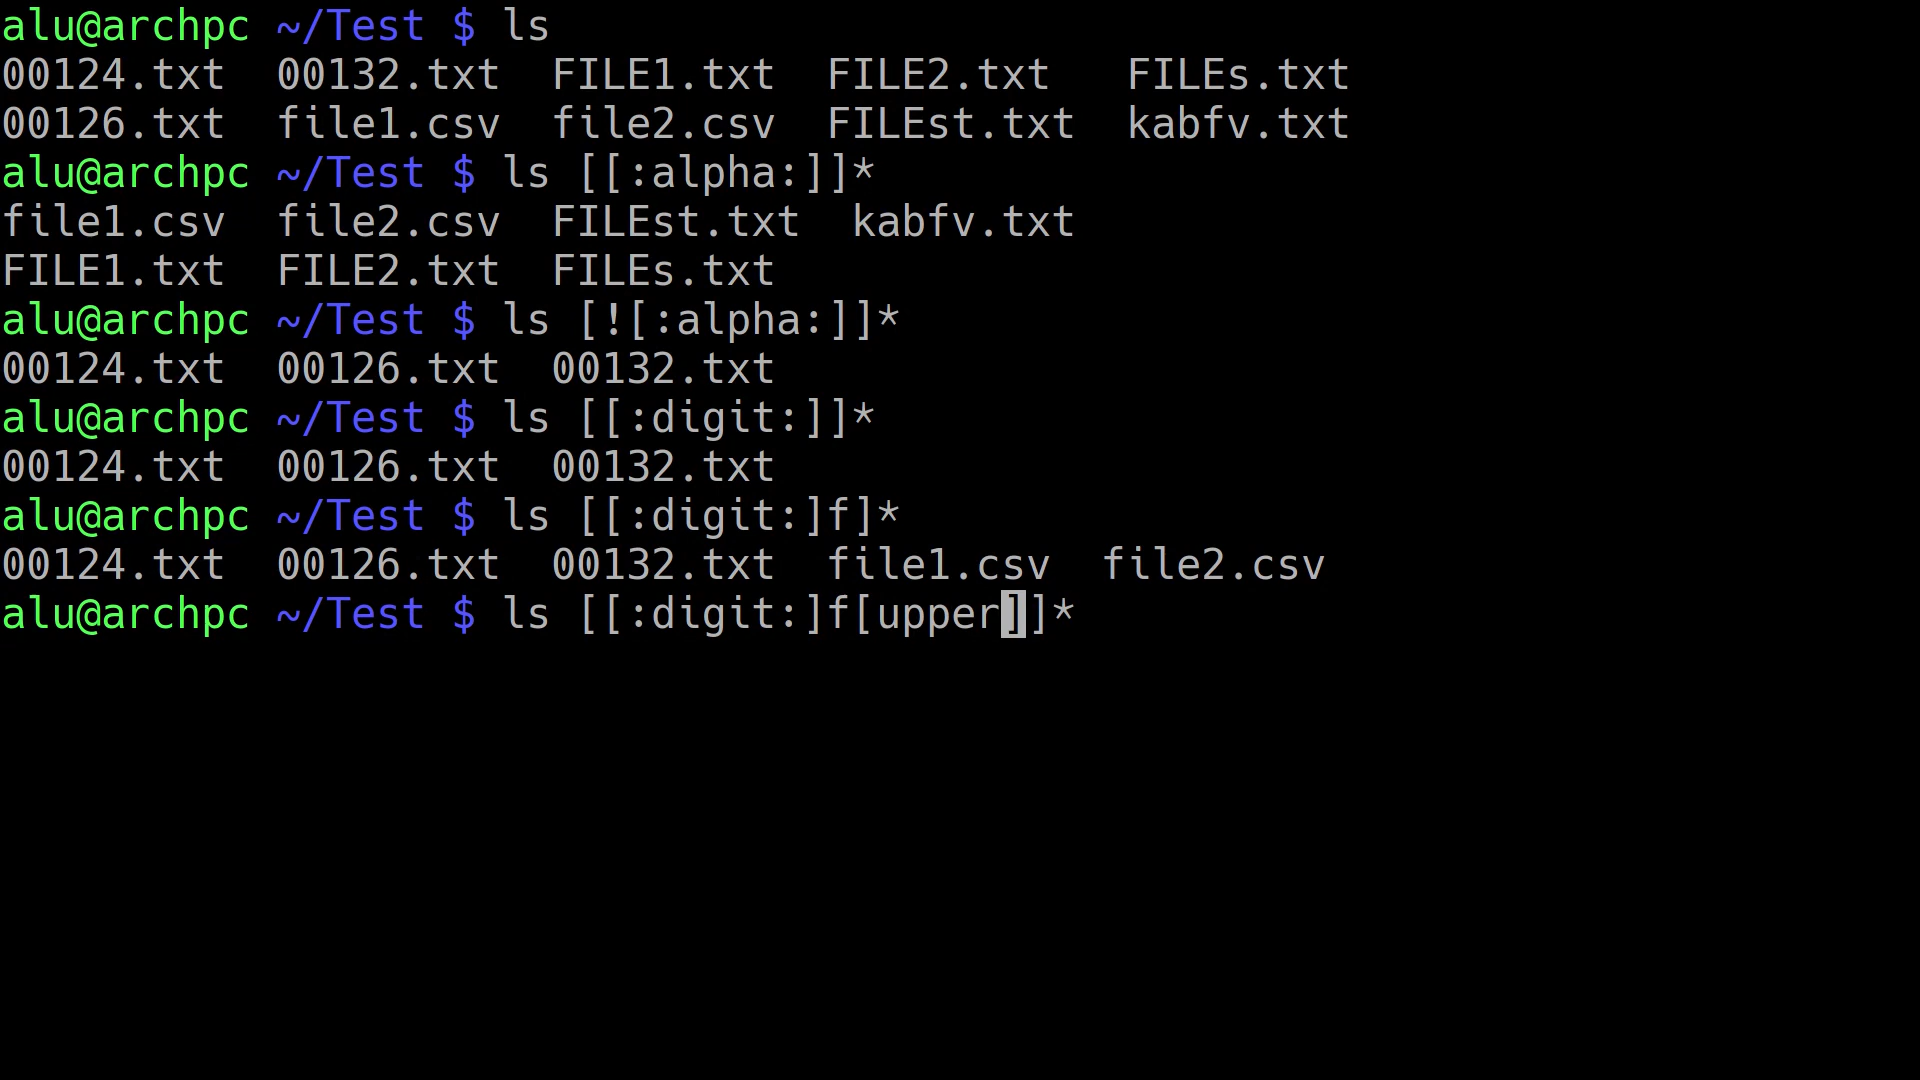 alu@archpc ~/Test $ ls
00124.txt  00132.txt  FILE1.txt  FILE2.txt   FILEs.txt
00126.txt  file1.csv  file2.csv  FILEst.txt  kabfv.txt
alu@archpc ~/Test $ ls [[:alpha:]]*
file1.csv  file2.csv  FILEst.txt  kabfv.txt
FILE1.txt  FILE2.txt  FILEs.txt
alu@archpc ~/Test $ ls [![:alpha:]]*
00124.txt  00126.txt  00132.txt
alu@archpc ~/Test $ ls [[:digit:]]*
00124.txt  00126.txt  00132.txt
alu@archpc ~/Test $ ls [[:digit:]f]*
00124.txt  00126.txt  00132.txt  file1.csv  file2.csv
alu@archpc ~/Test $ ls [[:digit:]f[upper]]*